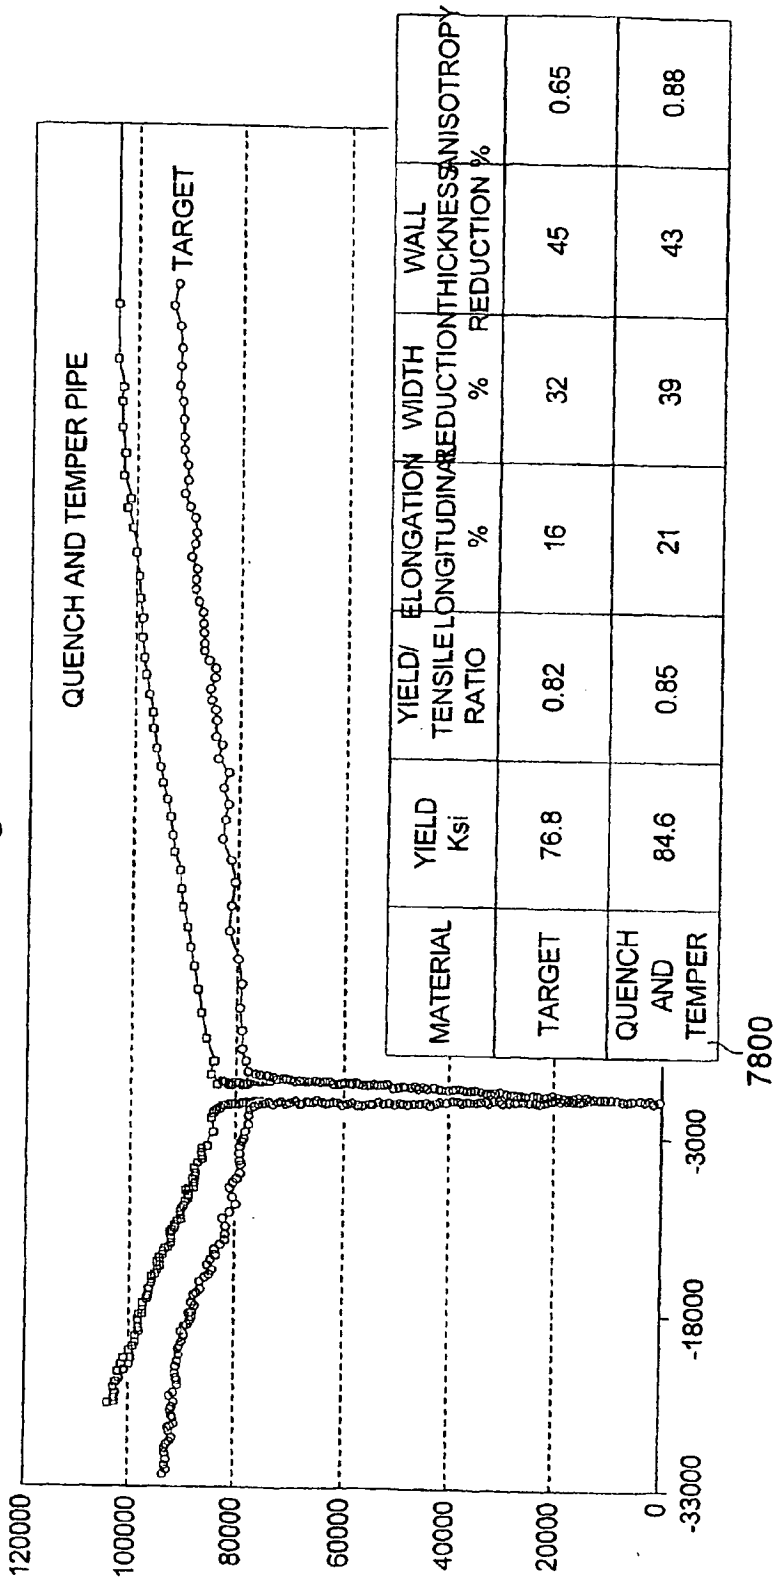 120000
100000
80000
60000
40000
20000
0
-33000
-18000
-3000
QUENCH AND TEMPER PIPE
TARGET
MATERIAL
YIELD
Ksi
YIELD/
TENSILE
RATIO
ELONGATION
LONGITUDINAL
%
WIDTH
REDUCTION
%
WALL
THICKNESS
REDUCTION %
ANISOTROPY
TARGET
76.8
0.82
16
32
45
0.65
QUENCH
AND
TEMPER
84.6
0.85
21
39
43
0.88
7800